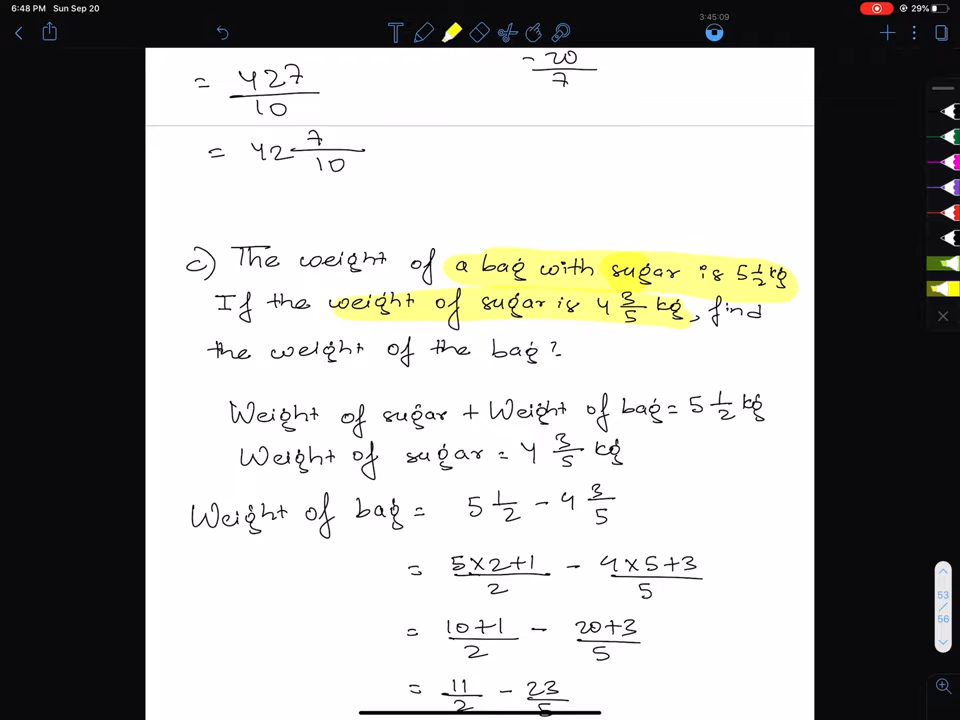 6:48 PM Sun Sep 20
3:45:09
29%
= 427/10
- 20/7
= 42 7/10
c) The weight of a bag with sugar is 5 1/2 kg
If the weight of sugar is 4 3/5 kg, find
the weight of the bag?
Weight of sugar + Weight of bag = 5 1/2 kg
Weight of sugar = 4 3/5 kg
Weight of bag = 5 1/2 - 4 3/5
= 5×2+1/2 - 4×5+3/5
= 10+1/2 - 20+3/5
= 11/2 - 23/5
53
/
56